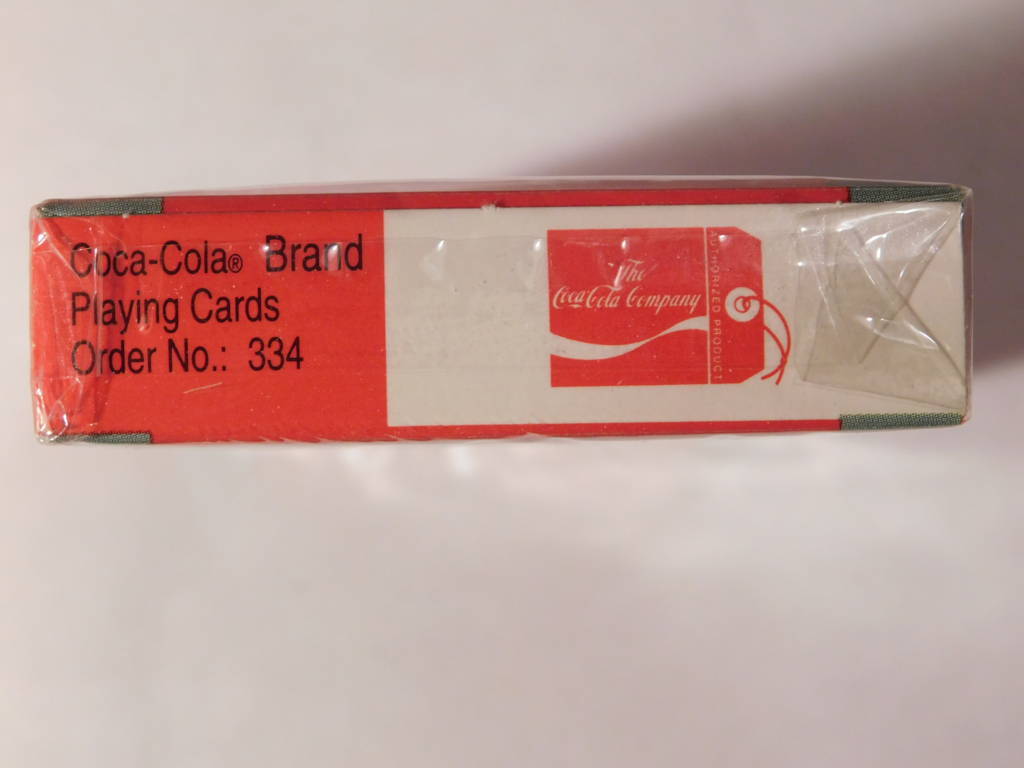 AUTHORIZED PRODUCT
The
Coca-Cola Company
Coca-Cola® Brand
Playing Cards
Order No.: 334